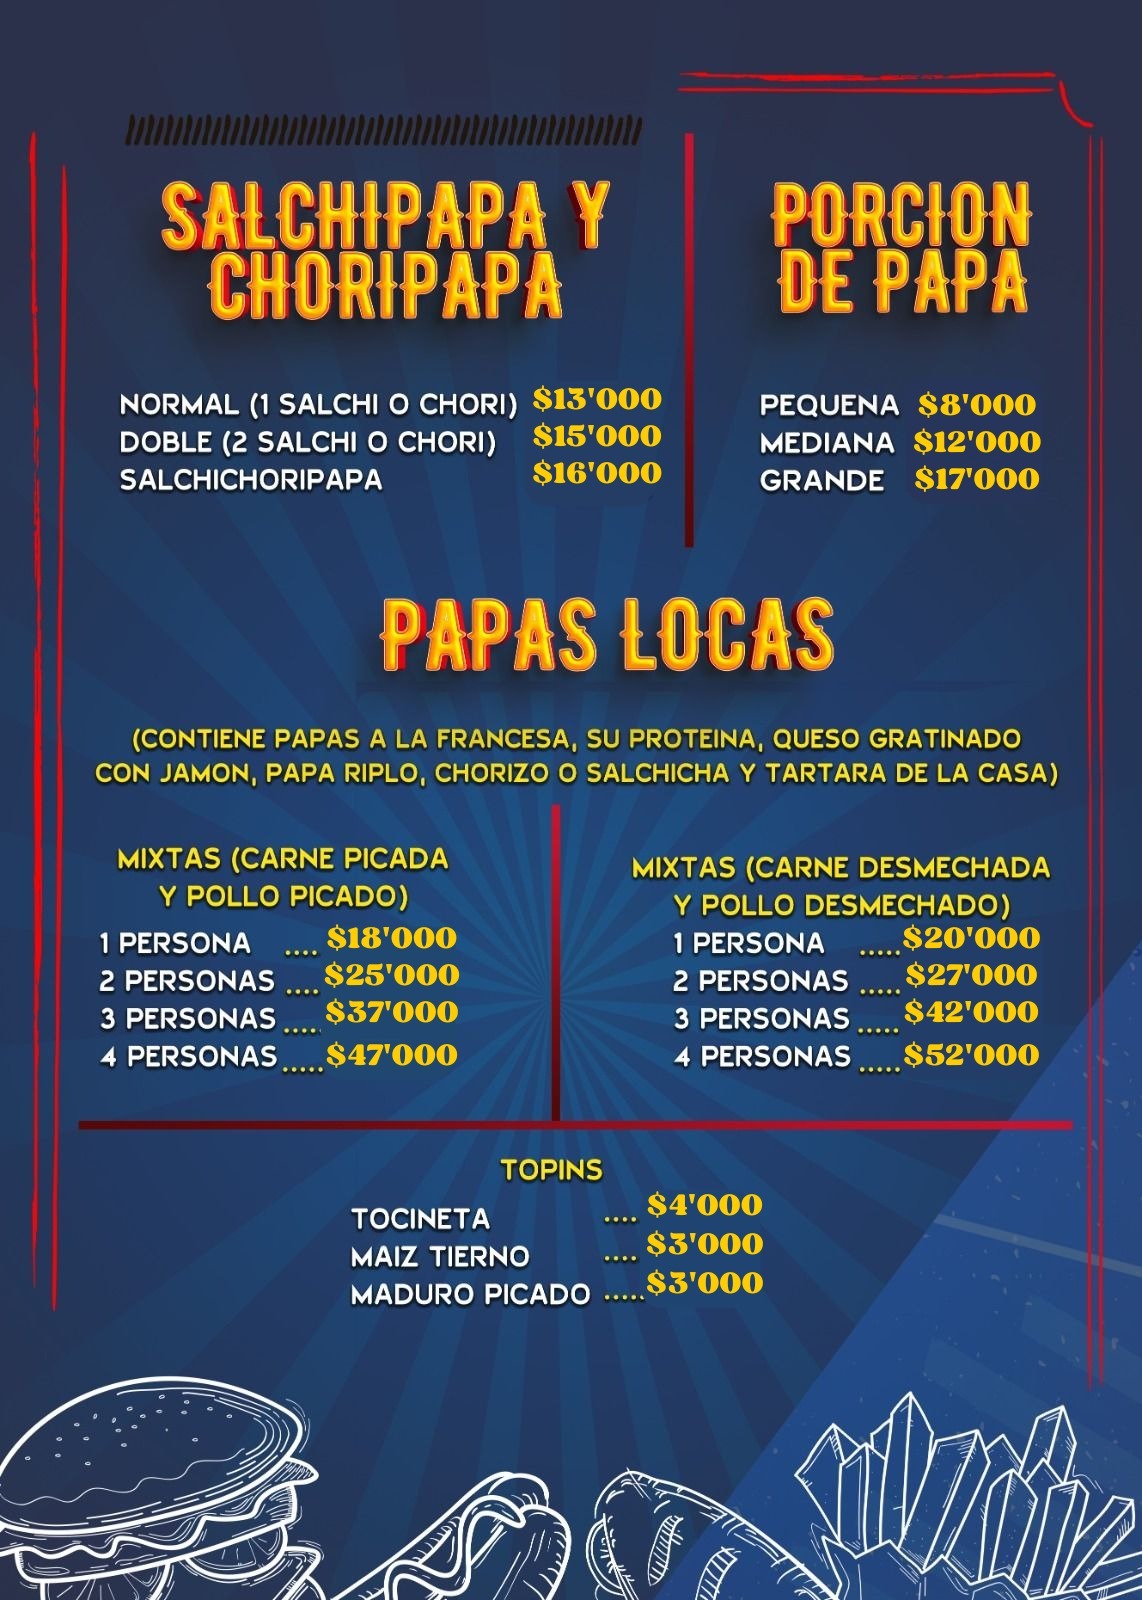 SALCHIPAPA Y
CHORIPAPA
NORMAL (1 SALCHI O CHORI) $13'000
DOBLE (2 SALCHI O CHORI) $15'000
SALCHICHORIPAPA $16'000
PORCION
DE PAPA
PEQUENA $8'000
MEDIANA $12'000
GRANDE $17'000
PAPAS LOCAS
(CONTIENE PAPAS A LA FRANCESA, SU PROTEINA, QUESO GRATINADO
CON JAMON, PAPA RIPLO, CHORIZO O SALCHICHA Y TARTARA DE LA CASA)
MIXTAS (CARNE PICADA
Y POLLO PICADO)
1 PERSONA .... $18'000
2 PERSONAS .... $25'000
3 PERSONAS ..... $37'000
4 PERSONAS ..... $47'000
MIXTAS (CARNE DESMECHADA
Y POLLO DESMECHADO)
1 PERSONA ..... $20'000
2 PERSONAS ..... $27'000
3 PERSONAS ..... $42'000
4 PERSONAS ..... $52'000
TOPINS
TOCINETA .... $4'000
MAIZ TIERNO .... $3'000
MADURO PICADO ..... $3'000